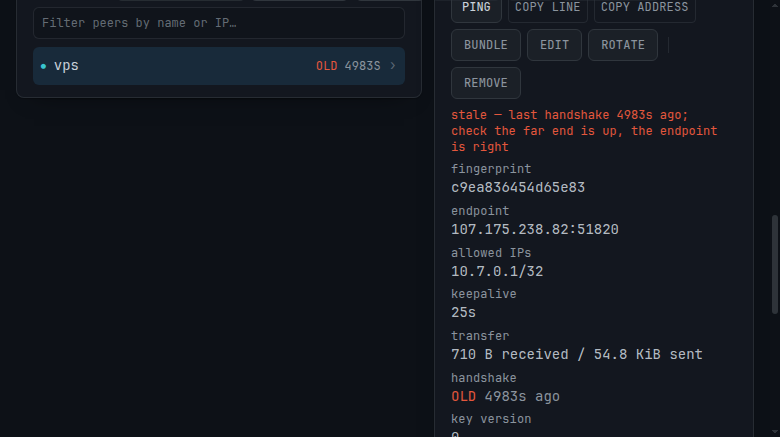 Filter peers by name or IP…
vps
OLD 4983S ›
PING
COPY LINE
COPY ADDRESS
BUNDLE
EDIT
ROTATE
REMOVE
stale — last handshake 4983s ago;
check the far end is up, the endpoint
is right
fingerprint
c9ea836454d65e83
endpoint
107.175.238.82:51820
allowed IPs
10.7.0.1/32
keepalive
25s
transfer
710 B received / 54.8 KiB sent
handshake
OLD 4983s ago
key version